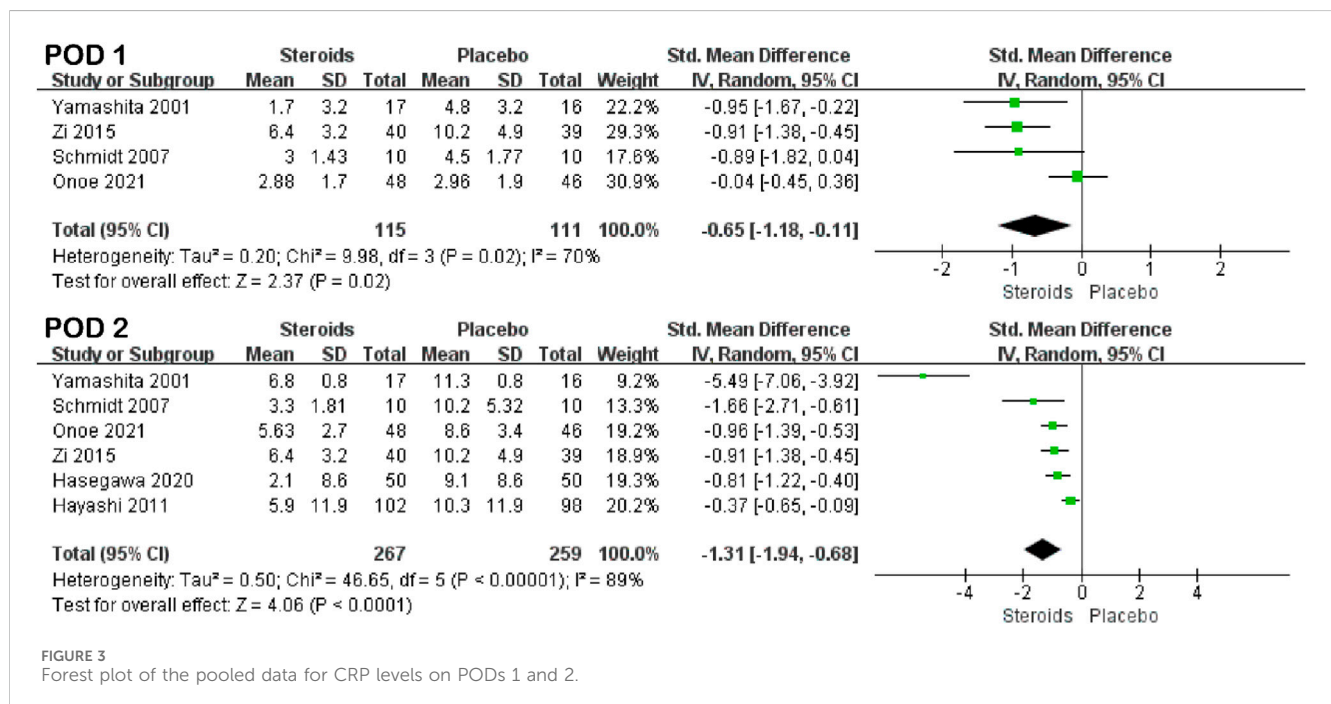 POD 1 Steroids Placebo Std. Mean Difference Std. Mean Difference
Study or Subgroup Mean SD Total Mean SD Total Weight IV, Random, 95% CI IV, Random, 95% CI
Yamashita 2001 1.7 3.2 17 4.8 3.2 16 22.2% -0.95 [-1.67, -0.22]
Zi 2015 6.4 3.2 40 10.2 4.9 39 29.3% -0.91 [-1.38, -0.45]
Schmidt 2007 3 1.43 10 4.5 1.77 10 17.6% -0.89 [-1.82, 0.04]
Onoe 2021 2.88 1.7 48 2.96 1.9 46 30.9% -0.04 [-0.45, 0.36]
Total (95% CI) 115 111 100.0% -0.65 [-1.18, -0.11]
Heterogeneity: Tau² = 0.20; Chi² = 9.98, df = 3 (P = 0.02); I² = 70%
Test for overall effect: Z = 2.37 (P = 0.02)
-2 -1 0 1 2
Steroids Placebo
POD 2 Steroids Placebo Std. Mean Difference Std. Mean Difference
Study or Subgroup Mean SD Total Mean SD Total Weight IV, Random, 95% CI IV, Random, 95% CI
Yamashita 2001 6.8 0.8 17 11.3 0.8 16 9.2% -5.49 [-7.06, -3.92]
Schmidt 2007 3.3 1.81 10 10.2 5.32 10 13.3% -1.66 [-2.71, -0.61]
Onoe 2021 5.63 2.7 48 8.6 3.4 46 19.2% -0.96 [-1.39, -0.53]
Zi 2015 6.4 3.2 40 10.2 4.9 39 18.9% -0.91 [-1.38, -0.45]
Hasegawa 2020 2.1 8.6 50 9.1 8.6 50 19.3% -0.81 [-1.22, -0.40]
Hayashi 2011 5.9 11.9 102 10.3 11.9 98 20.2% -0.37 [-0.65, -0.09]
Total (95% CI) 267 259 100.0% -1.31 [-1.94, -0.68]
Heterogeneity: Tau² = 0.50; Chi² = 46.65, df = 5 (P < 0.00001); I² = 89%
Test for overall effect: Z = 4.06 (P < 0.0001)
-4 -2 0 2 4
Steroids Placebo
FIGURE 3
Forest plot of the pooled data for CRP levels on PODs 1 and 2.